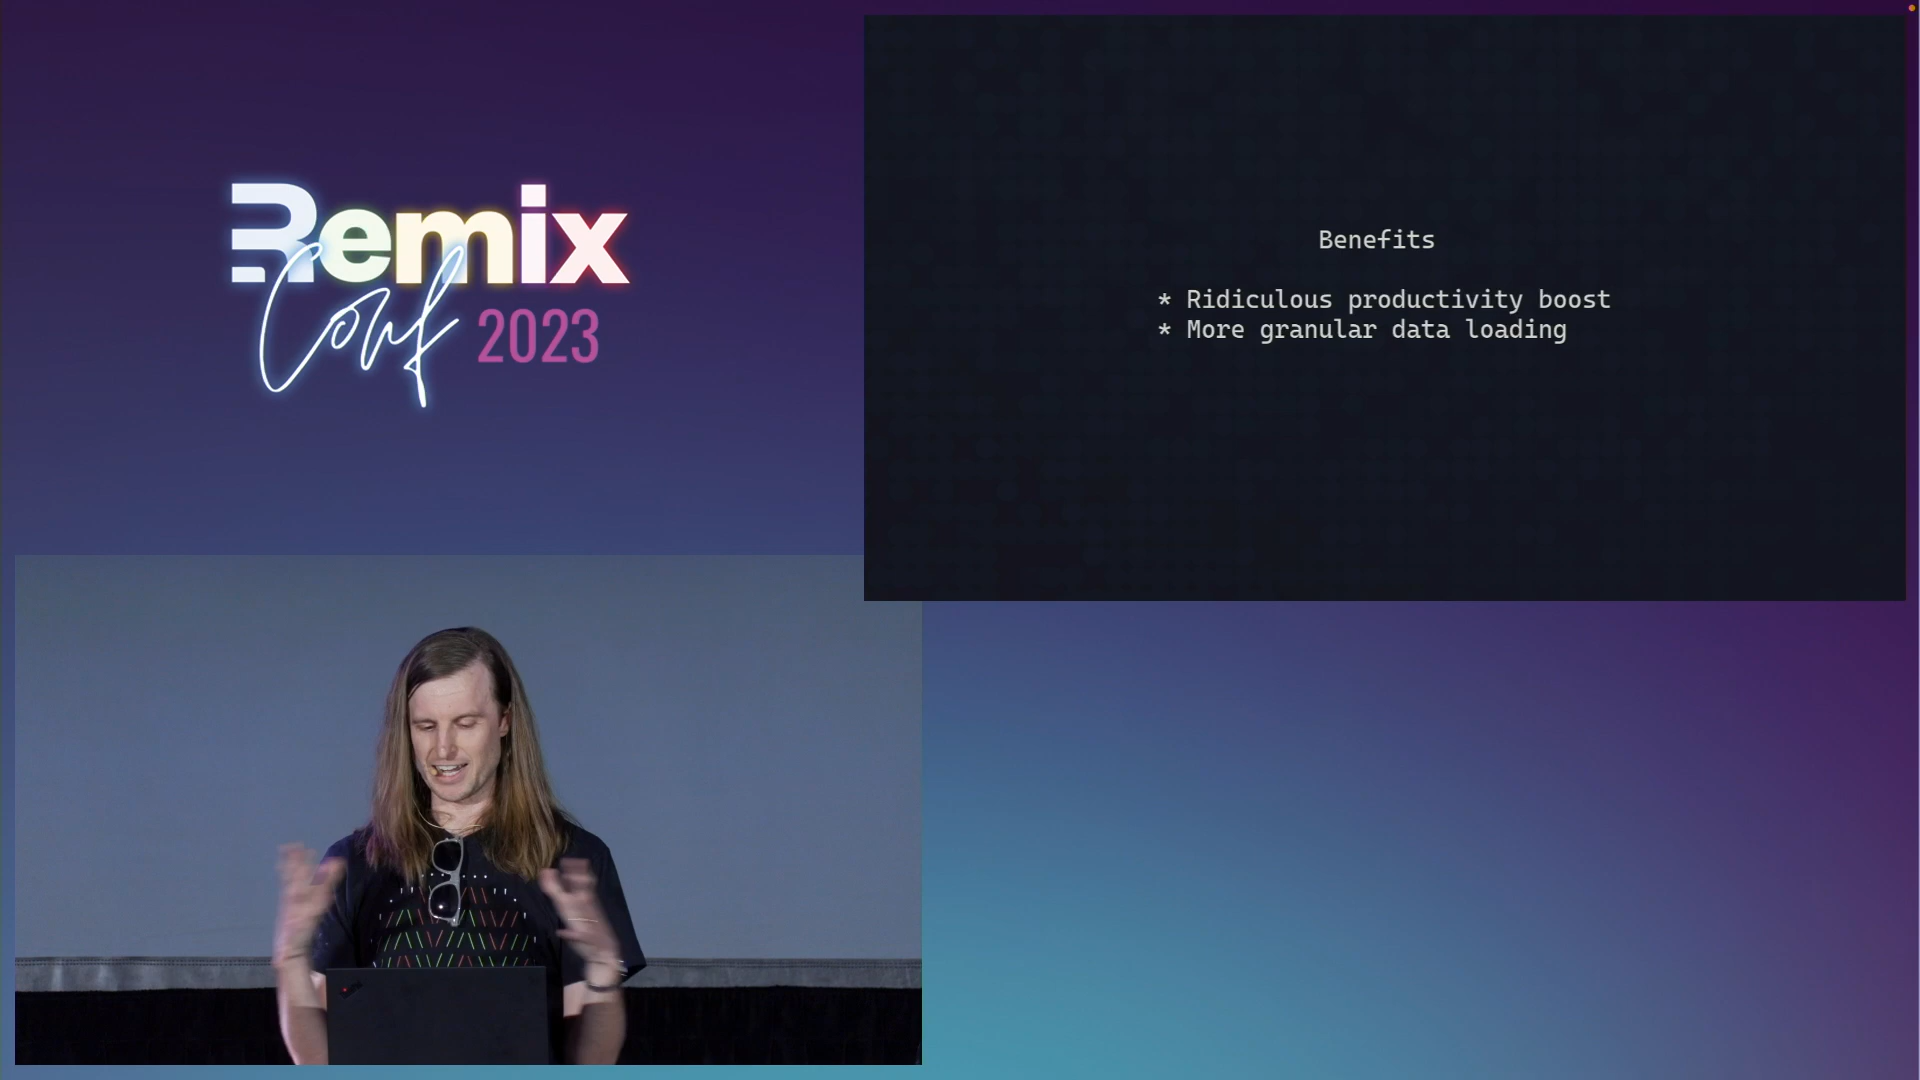 Remix
Conf 2023
Benefits
* Ridiculous productivity boost
* More granular data loading